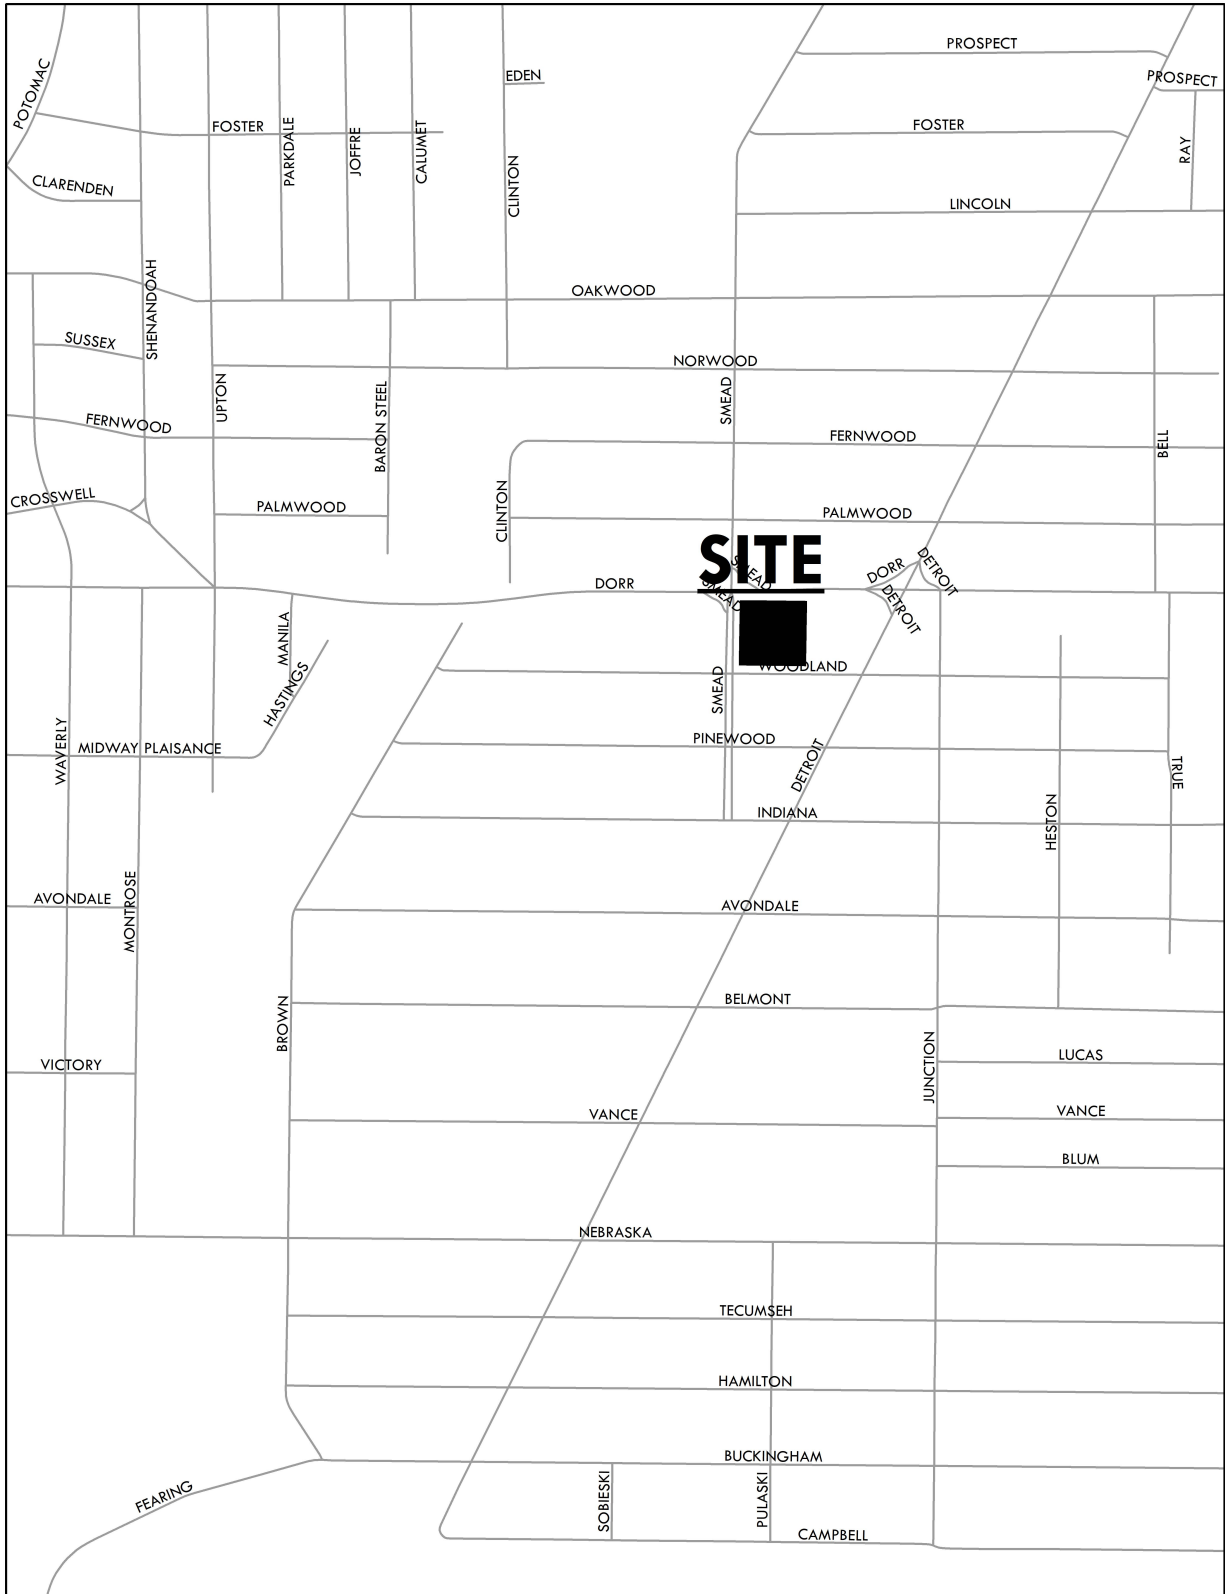 PROSPECT
POTOMAC
EDEN
PROSPECT
FOSTER
PARKDALE
JOFFRE
CALUMET
FOSTER
RAY
CLARENDEN
CLINTON
LINCOLN
SHENANDOAH
OAKWOOD
SUSSEX
NORWOOD
UPTON
BARON STEEL
SMEAD
FERNWOOD
FERNWOOD
BELL
CROSSWELL
PALMWOOD
CLINTON
PALMWOOD
SITE
SMEAD
SMEAD
DORR
DORR
DETROIT
DETROIT
MANILA
HASTINGS
SMEAD
WOODLAND
WAVERLY
MIDWAY PLAISANCE
PINEWOOD
DETROIT
TRUE
INDIANA
HESTON
AVONDALE
MONTROSE
AVONDALE
BROWN
BELMONT
VICTORY
JUNCTION
LUCAS
VANCE
VANCE
BLUM
NEBRASKA
TECUMSEH
HAMILTON
BUCKINGHAM
FEARING
SOBIESKI
PULASKI
CAMPBELL